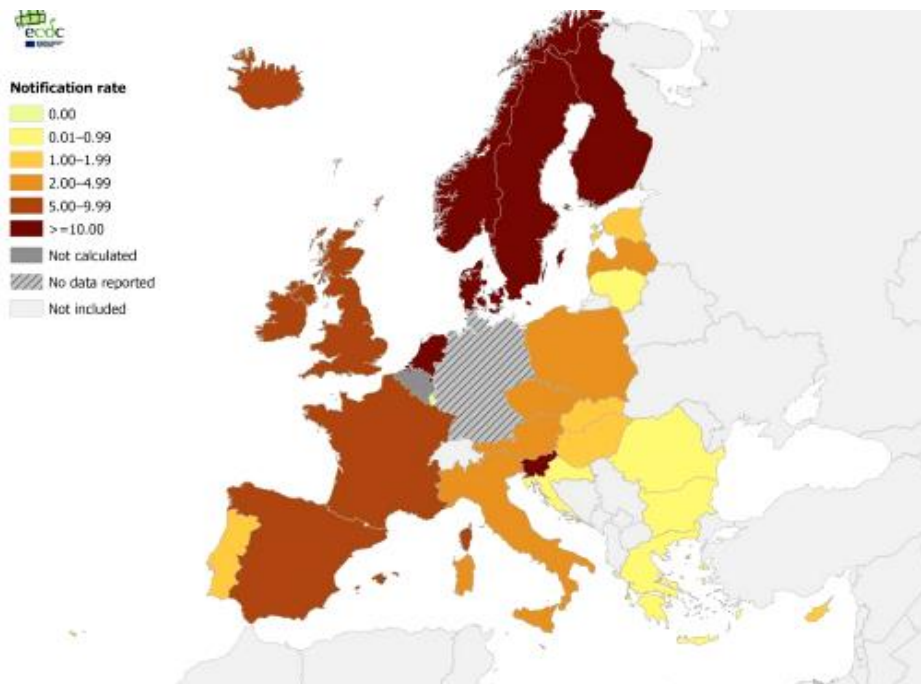 ecdc
Notification rate
0.00
0.01–0.99
1.00–1.99
2.00–4.99
5.00–9.99
>=10.00
Not calculated
No data reported
Not included